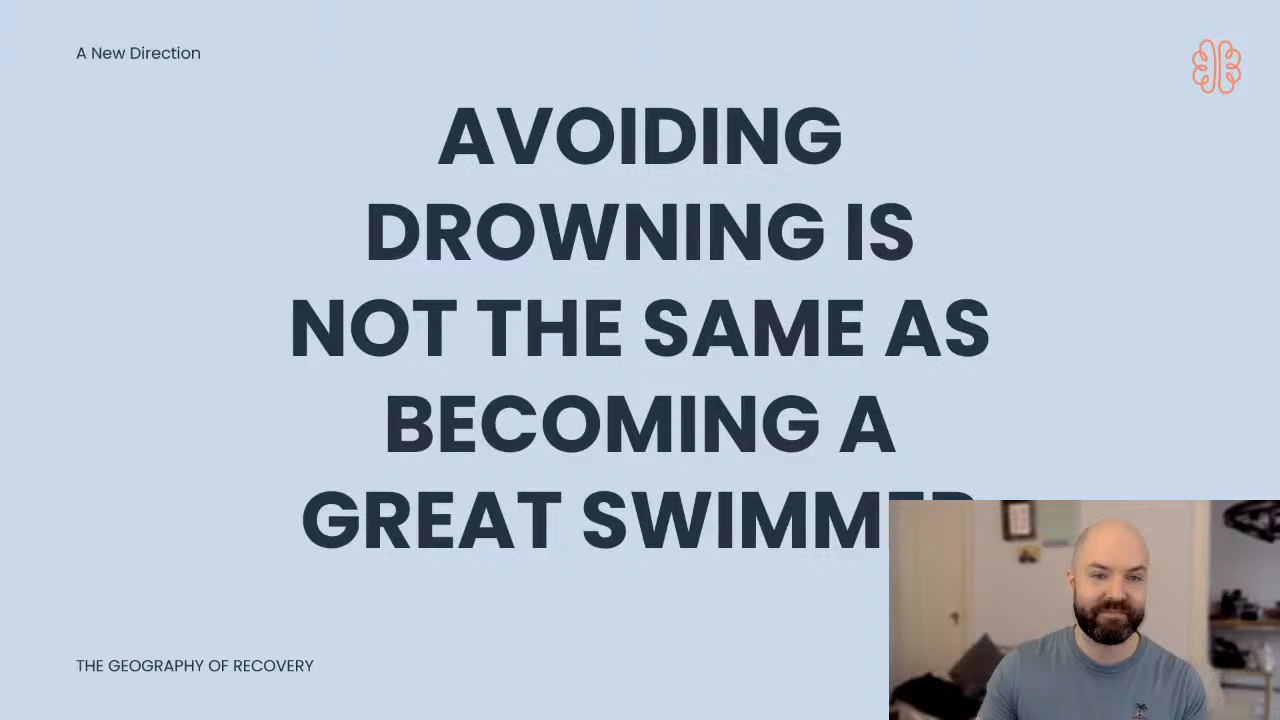 A New Direction
AVOIDING
DROWNING IS
NOT THE SAME AS
BECOMING A
GREAT
THE GEOGRAPHY OF RECOVERY